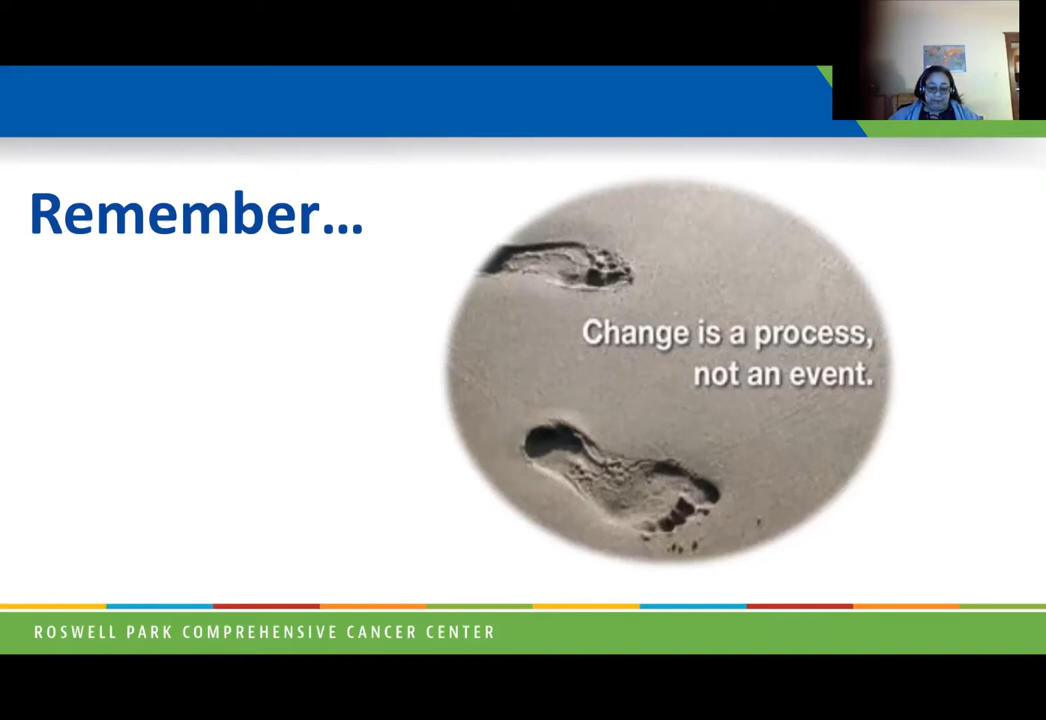 Remember...
Change is a process,
not an event.
ROSWELL PARK COMPREHENSIVE CANCER CENTER